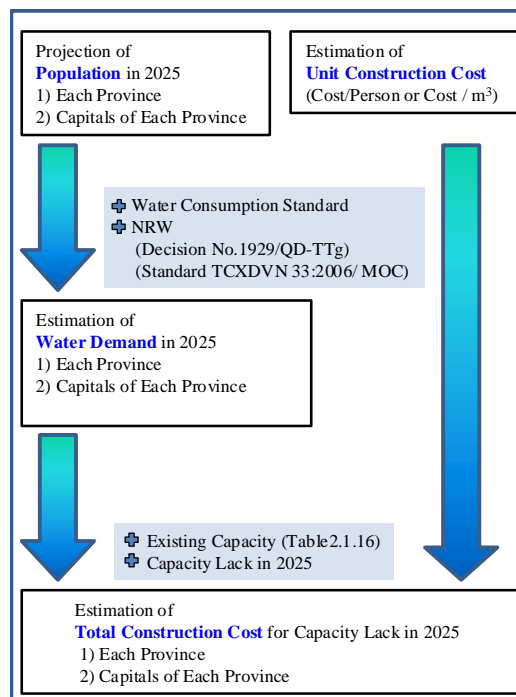 Projection of
Population in 2025
1) Each Province
2) Capitals of Each Province
Estimation of
Unit Construction Cost
(Cost/Person or Cost / m³)
Water Consumption Standard
NRW
(Decision No.1929/QD-TTg)
(Standard TCXDVN 33:2006/ MOC)
Estimation of
Water Demand in 2025
1) Each Province
2) Capitals of Each Province
Existing Capacity (Table2.1.16)
Capacity Lack in 2025
Estimation of
Total Construction Cost for Capacity Lack in 2025
1) Each Province
2) Capitals of Each Province